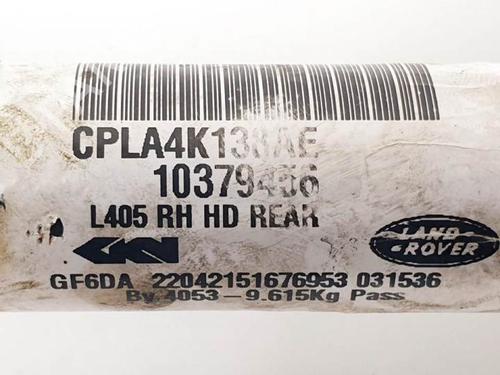 CPLA4K138AE
10379456
L405 RH HD REAR
GKN
LAND
ROVER
GF6DA 22042151676953 031536
By 4053-9.615Kg Pass